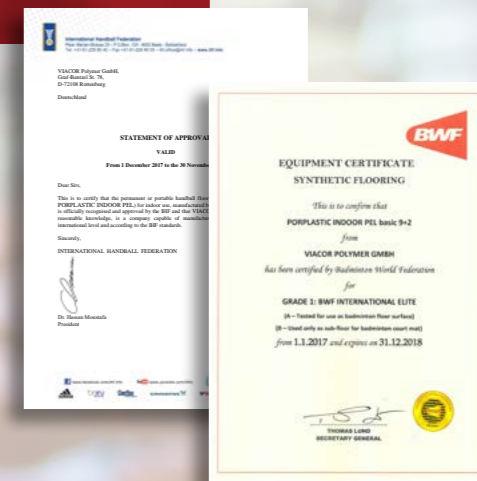 International Handball Federation
VIACOR Polymer GmbH,
D-72108 Rottenburg
Deutschland
STATEMENT OF APPROVAL
VALID
From 1 December 2017 to the 30 November
Dear Sirs,
This is to certify that the permanent or portable handball floor
PORPLASTIC INDOOR PEL) for indoor use, manufactured
is officially recognised and approved by the IHF and that VIACOR
reasonable knowledge, is a company capable of
international level and according to the IHF standards.
Sincerely,
INTERNATIONAL HANDBALL FEDERATION
Dr. Hassan Moustafa
President
adidas
BWF
EQUIPMENT CERTIFICATE
SYNTHETIC FLOORING
This is to confirm that
PORPLASTIC INDOOR PEL basic 9+2
from
VIACOR POLYMER GMBH
has been certified by Badminton World Federation
for
GRADE 1: BWF INTERNATIONAL ELITE
(A – Tested for use as badminton floor surface)
(B – Used only as sub-floor for badminton court mat)
from 1.1.2017 and expires on 31.12.2018
THOMAS LUND
SECRETARY GENERAL